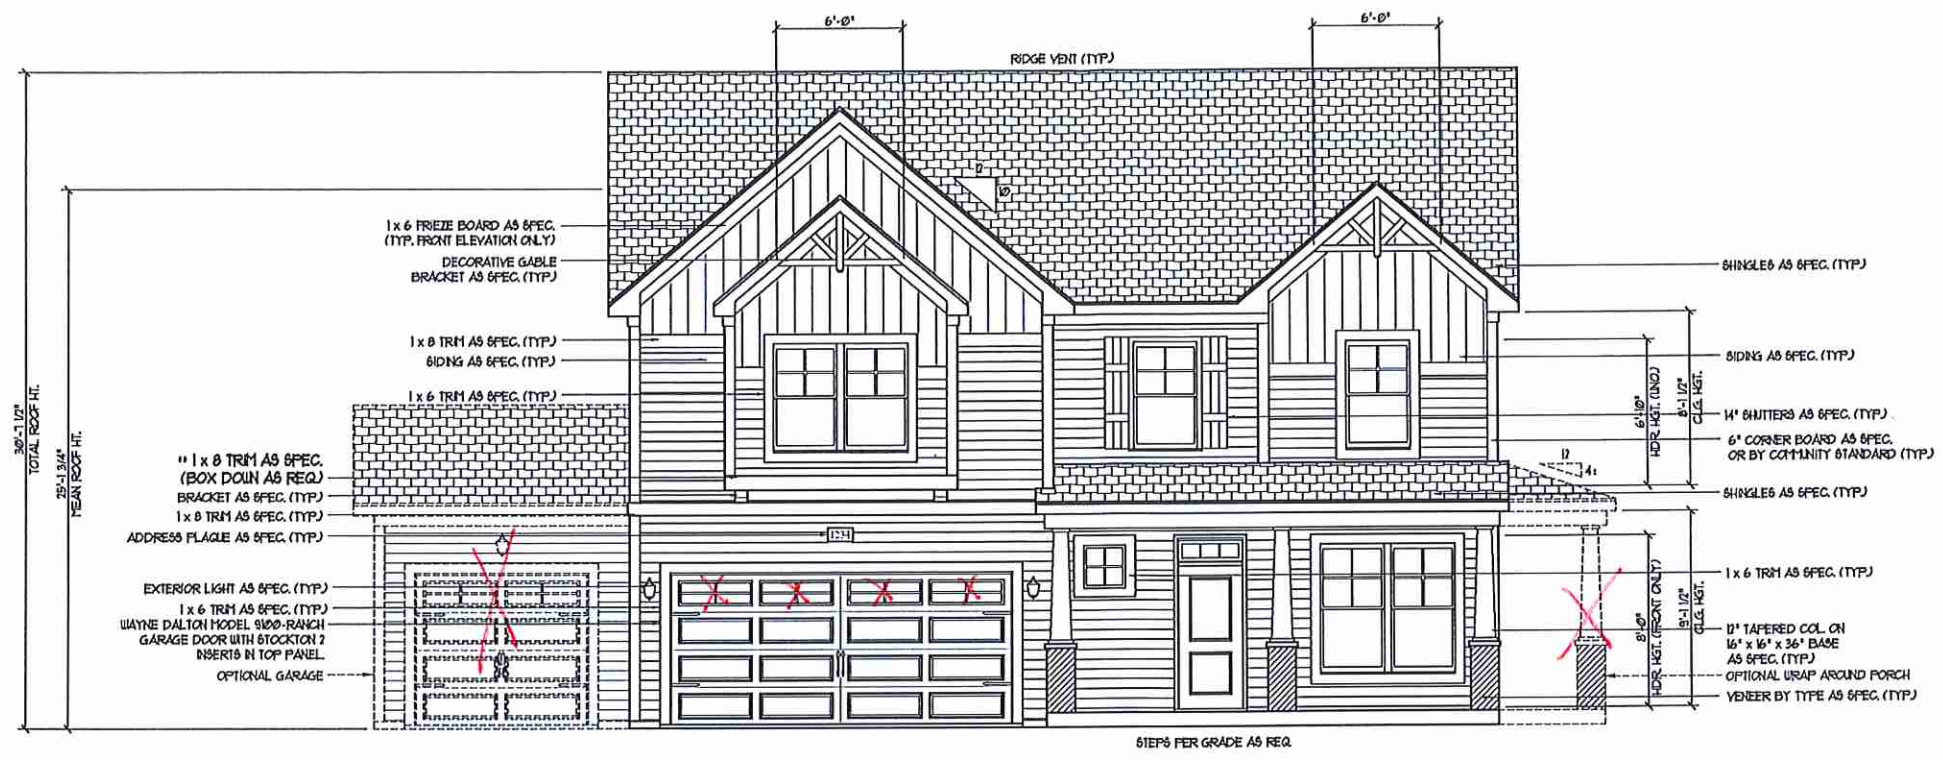 6'-0"
6'-0"
RIDGE VENT (TYP.)
12
10
1 x 6 FRIEZE BOARD AS SPEC.
(TYP. FRONT ELEVATION ONLY)
DECORATIVE GABLE
BRACKET AS SPEC. (TYP.)
1 x 8 TRIM AS SPEC. (TYP.)
SIDING AS SPEC. (TYP.)
1 x 6 TRIM AS SPEC. (TYP.)
30'-1 1/2"
TOTAL ROOF HT.
25'-1 3/4"
MEAN ROOF HT.
" 1 x 8 TRIM AS SPEC.
(BOX DOWN AS REQ.)
BRACKET AS SPEC. (TYP.)
1 x 8 TRIM AS SPEC. (TYP.)
ADDRESS PLAQUE AS SPEC. (TYP.)
1234
EXTERIOR LIGHT AS SPEC. (TYP.)
1 x 6 TRIM AS SPEC. (TYP.)
WAYNE DALTON MODEL 9100-RANCH
GARAGE DOOR WITH STOCKTON 2
INSERTS IN TOP PANEL.
OPTIONAL GARAGE
SHINGLES AS SPEC. (TYP.)
SIDING AS SPEC. (TYP.)
6'-10"
HDR. HGT. (UNO.)
8'-1 1/2"
CLG. HGT.
14" SHUTTERS AS SPEC. (TYP.)
6" CORNER BOARD AS SPEC.
OR BY COMMUNITY STANDARD (TYP.)
12
4:
SHINGLES AS SPEC. (TYP.)
1 x 6 TRIM AS SPEC. (TYP.)
8'-0"
HDR. HGT. (FRONT ONLY)
9'-1 1/2"
CLG. HGT.
12" TAPERED COL. ON
16" x 16" x 36" BASE
AS SPEC. (TYP.)
OPTIONAL WRAP AROUND PORCH
VENEER BY TYPE AS SPEC. (TYP.)
STEPS PER GRADE AS REQ.